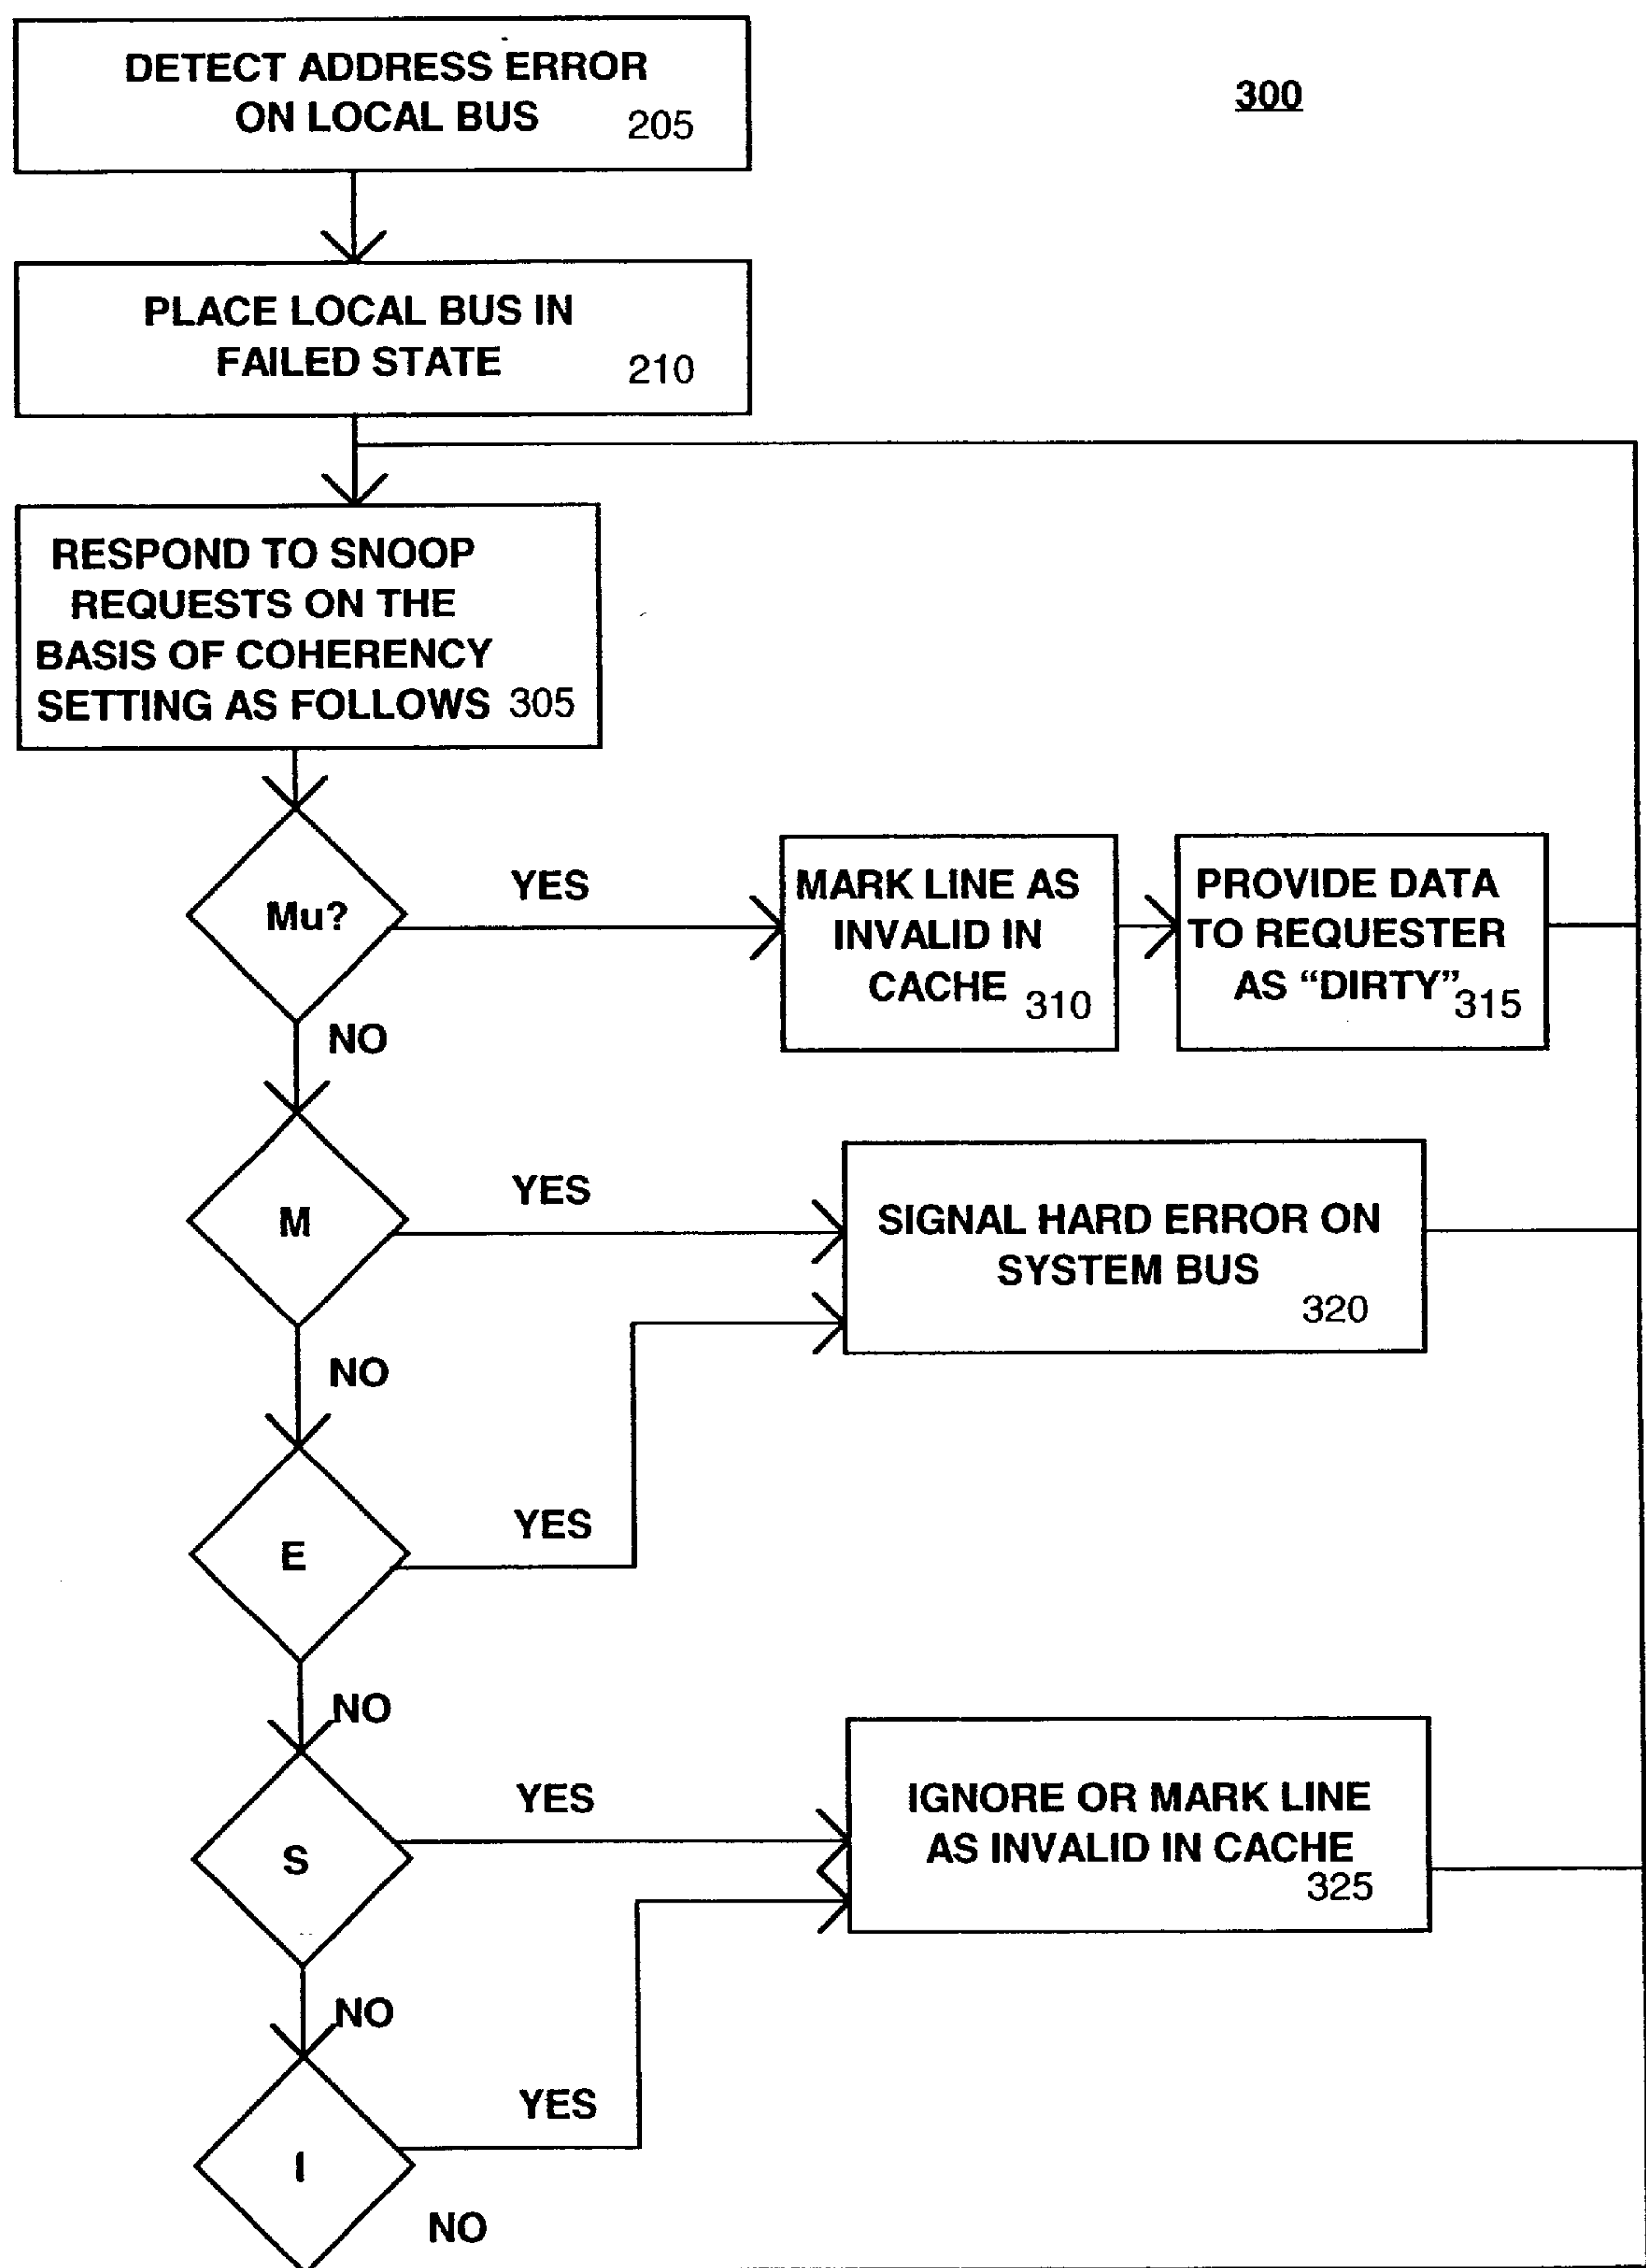 DETECT ADDRESS ERROR
ON LOCAL BUS 205
300
PLACE LOCAL BUS IN
FAILED STATE 210
RESPOND TO SNOOP
REQUESTS ON THE
BASIS OF COHERENCY
SETTING AS FOLLOWS 305
Mu?
YES
MARK LINE AS
INVALID IN
CACHE 310
PROVIDE DATA
TO REQUESTER
AS “DIRTY” 315
NO
M
YES
SIGNAL HARD ERROR ON
SYSTEM BUS
320
NO
E
YES
NO
S
YES
IGNORE OR MARK LINE
AS INVALID IN CACHE
325
NO
I
YES
NO